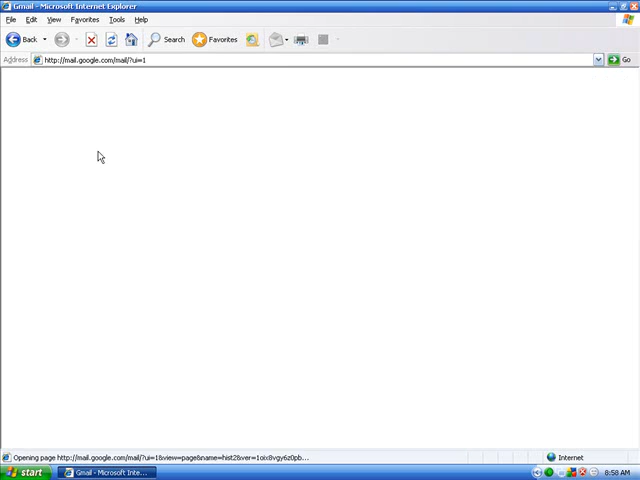 Gmail - Microsoft Internet Explorer
File Edit View Favorites Tools Help
Back Search Favorites
Address http://mail.google.com/mail/?ui=1 Go
Opening page http://mail.google.com/mail/?ui=1&view=page&name=hist2&ver=1oix8vgy6z0pb... Internet
start Gmail - Microsoft Inte... 8:58 AM